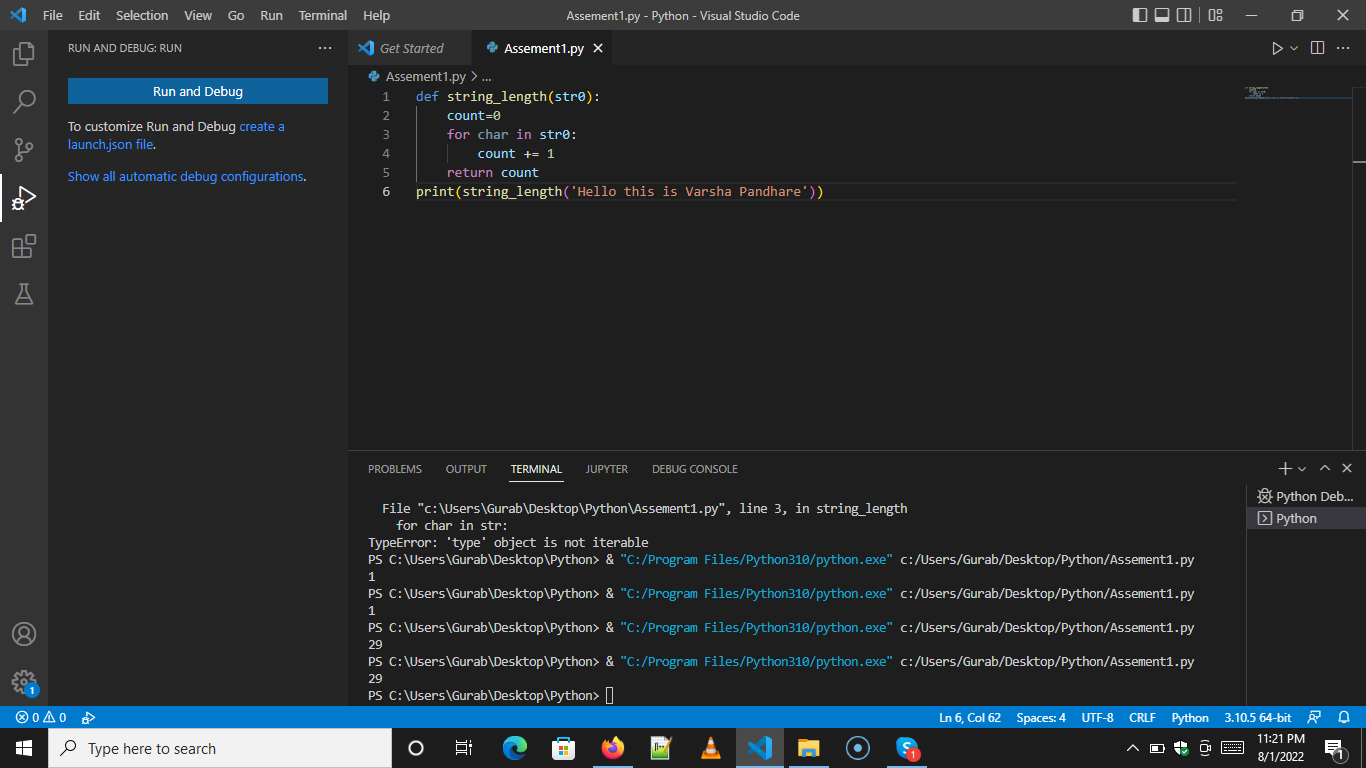 File Edit Selection View Go Run Terminal Help
Assement1.py - Python - Visual Studio Code
RUN AND DEBUG: RUN
Run and Debug
To customize Run and Debug create a
launch.json file.
Show all automatic debug configurations.
Get Started
Assement1.py
Assement1.py > ...
1 def string_length(str0):
2 count=0
3 for char in str0:
4 count += 1
5 return count
6 print(string_length('Hello this is Varsha Pandhare'))
PROBLEMS OUTPUT TERMINAL JUPYTER DEBUG CONSOLE
File "c:\Users\Gurab\Desktop\Python\Assement1.py", line 3, in string_length
for char in str:
TypeError: 'type' object is not iterable
PS C:\Users\Gurab\Desktop\Python> & "C:/Program Files/Python310/python.exe" c:/Users/Gurab/Desktop/Python/Assement1.py
1
PS C:\Users\Gurab\Desktop\Python> & "C:/Program Files/Python310/python.exe" c:/Users/Gurab/Desktop/Python/Assement1.py
1
PS C:\Users\Gurab\Desktop\Python> & "C:/Program Files/Python310/python.exe" c:/Users/Gurab/Desktop/Python/Assement1.py
29
PS C:\Users\Gurab\Desktop\Python> & "C:/Program Files/Python310/python.exe" c:/Users/Gurab/Desktop/Python/Assement1.py
29
PS C:\Users\Gurab\Desktop\Python>
Python Deb...
Python
1
0 0
Ln 6, Col 62 Spaces: 4 UTF-8 CRLF Python 3.10.5 64-bit
Type here to search
1
11:21 PM
8/1/2022
1